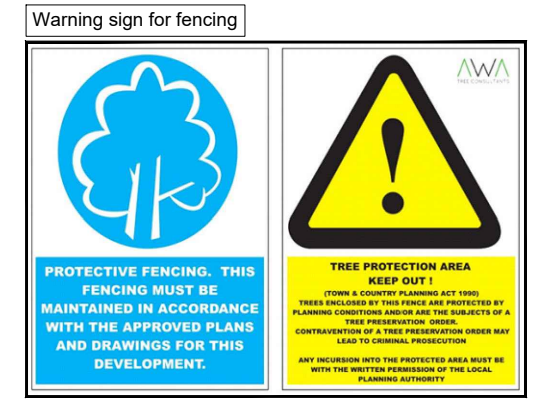 Warning sign for fencing
AWA
TREE CONSULTANTS
PROTECTIVE FENCING. THIS
FENCING MUST BE
MAINTAINED IN ACCORDANCE
WITH THE APPROVED PLANS
AND DRAWINGS FOR THIS
DEVELOPMENT.
TREE PROTECTION AREA
KEEP OUT !
(TOWN & COUNTRY PLANNING ACT 1990)
TREES ENCLOSED BY THIS FENCE ARE PROTECTED BY
PLANNING CONDITIONS AND/OR ARE THE SUBJECTS OF A
TREE PRESERVATION ORDER.
CONTRAVENTION OF A TREE PRESERVATION ORDER MAY
LEAD TO CRIMINAL PROSECUTION
ANY INCURSION INTO THE PROTECTED AREA MUST BE
WITH THE WRITTEN PERMISSION OF THE LOCAL
PLANNING AUTHORITY